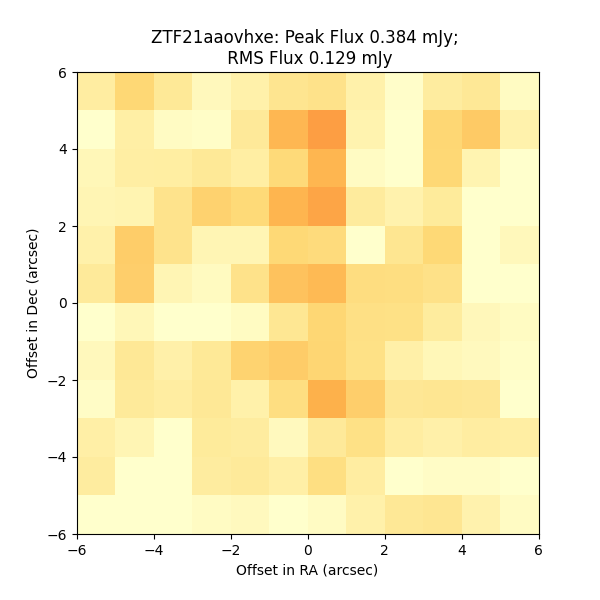 ZTF21aaovhxe: Peak Flux 0.384 mJy;
RMS Flux 0.129 mJy
6
4
2
0
−2
−4
−6
Offset in Dec (arcsec)
−6 −4 −2 0 2 4 6
Offset in RA (arcsec)